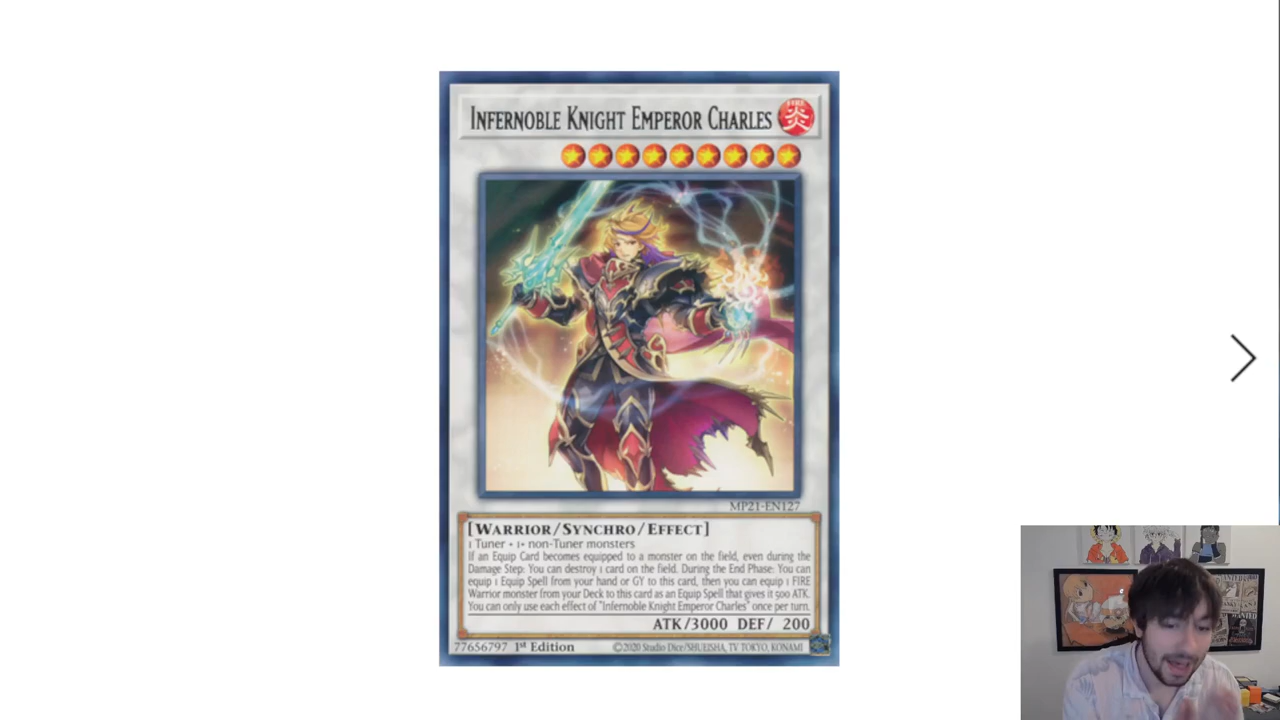 INFERNOBLE KNIGHT EMPEROR CHARLES
FIRE
炎
MP21-EN127
[WARRIOR/SYNCHRO/EFFECT]
1 Tuner + 1+ non-Tuner monsters
If an Equip Card becomes equipped to a monster on the field, even during the
Damage Step: You can destroy 1 card on the field. During the End Phase: You can
equip 1 Equip Spell from your hand or GY to this card, then you can equip 1 FIRE
Warrior monster from your Deck to this card as an Equip Spell that gives it 500 ATK.
You can only use each effect of "Infernoble Knight Emperor Charles" once per turn.
ATK/3000 DEF/ 200
77656797 1st Edition ©2020 Studio Dice/SHUEISHA, TV TOKYO, KONAMI
WANTED